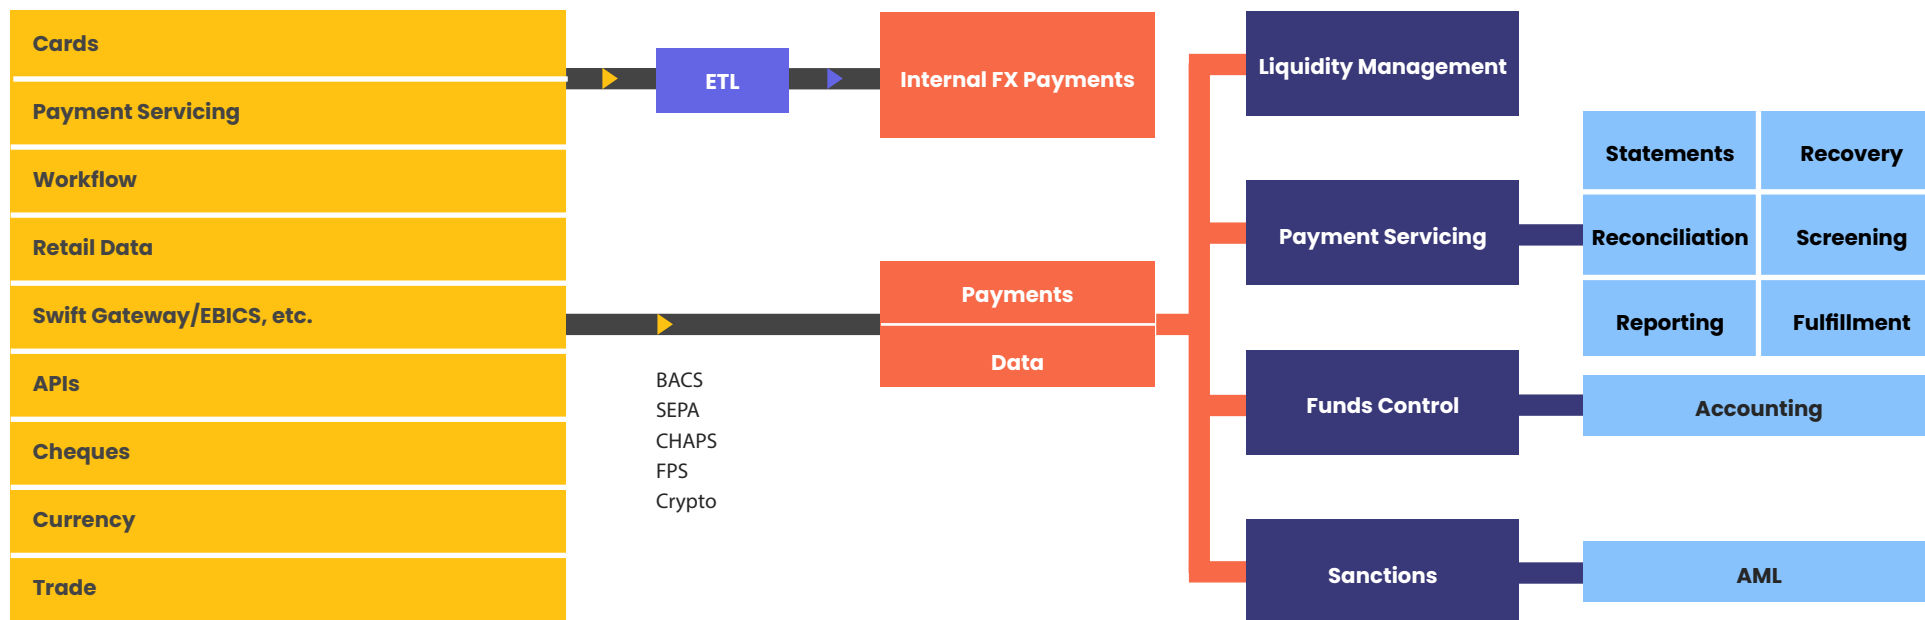 Cards
Payment Servicing
Workflow
Retail Data
Swift Gateway/EBICS, etc.
APIs
Cheques
Currency
Trade
ETL
BACS
SEPA
CHAPS
FPS
Crypto
Internal FX Payments
Payments
Data
Liquidity Management
Payment Servicing
Funds Control
Sanctions
Statements
Recovery
Reconciliation
Screening
Reporting
Fulfillment
Accounting
AML